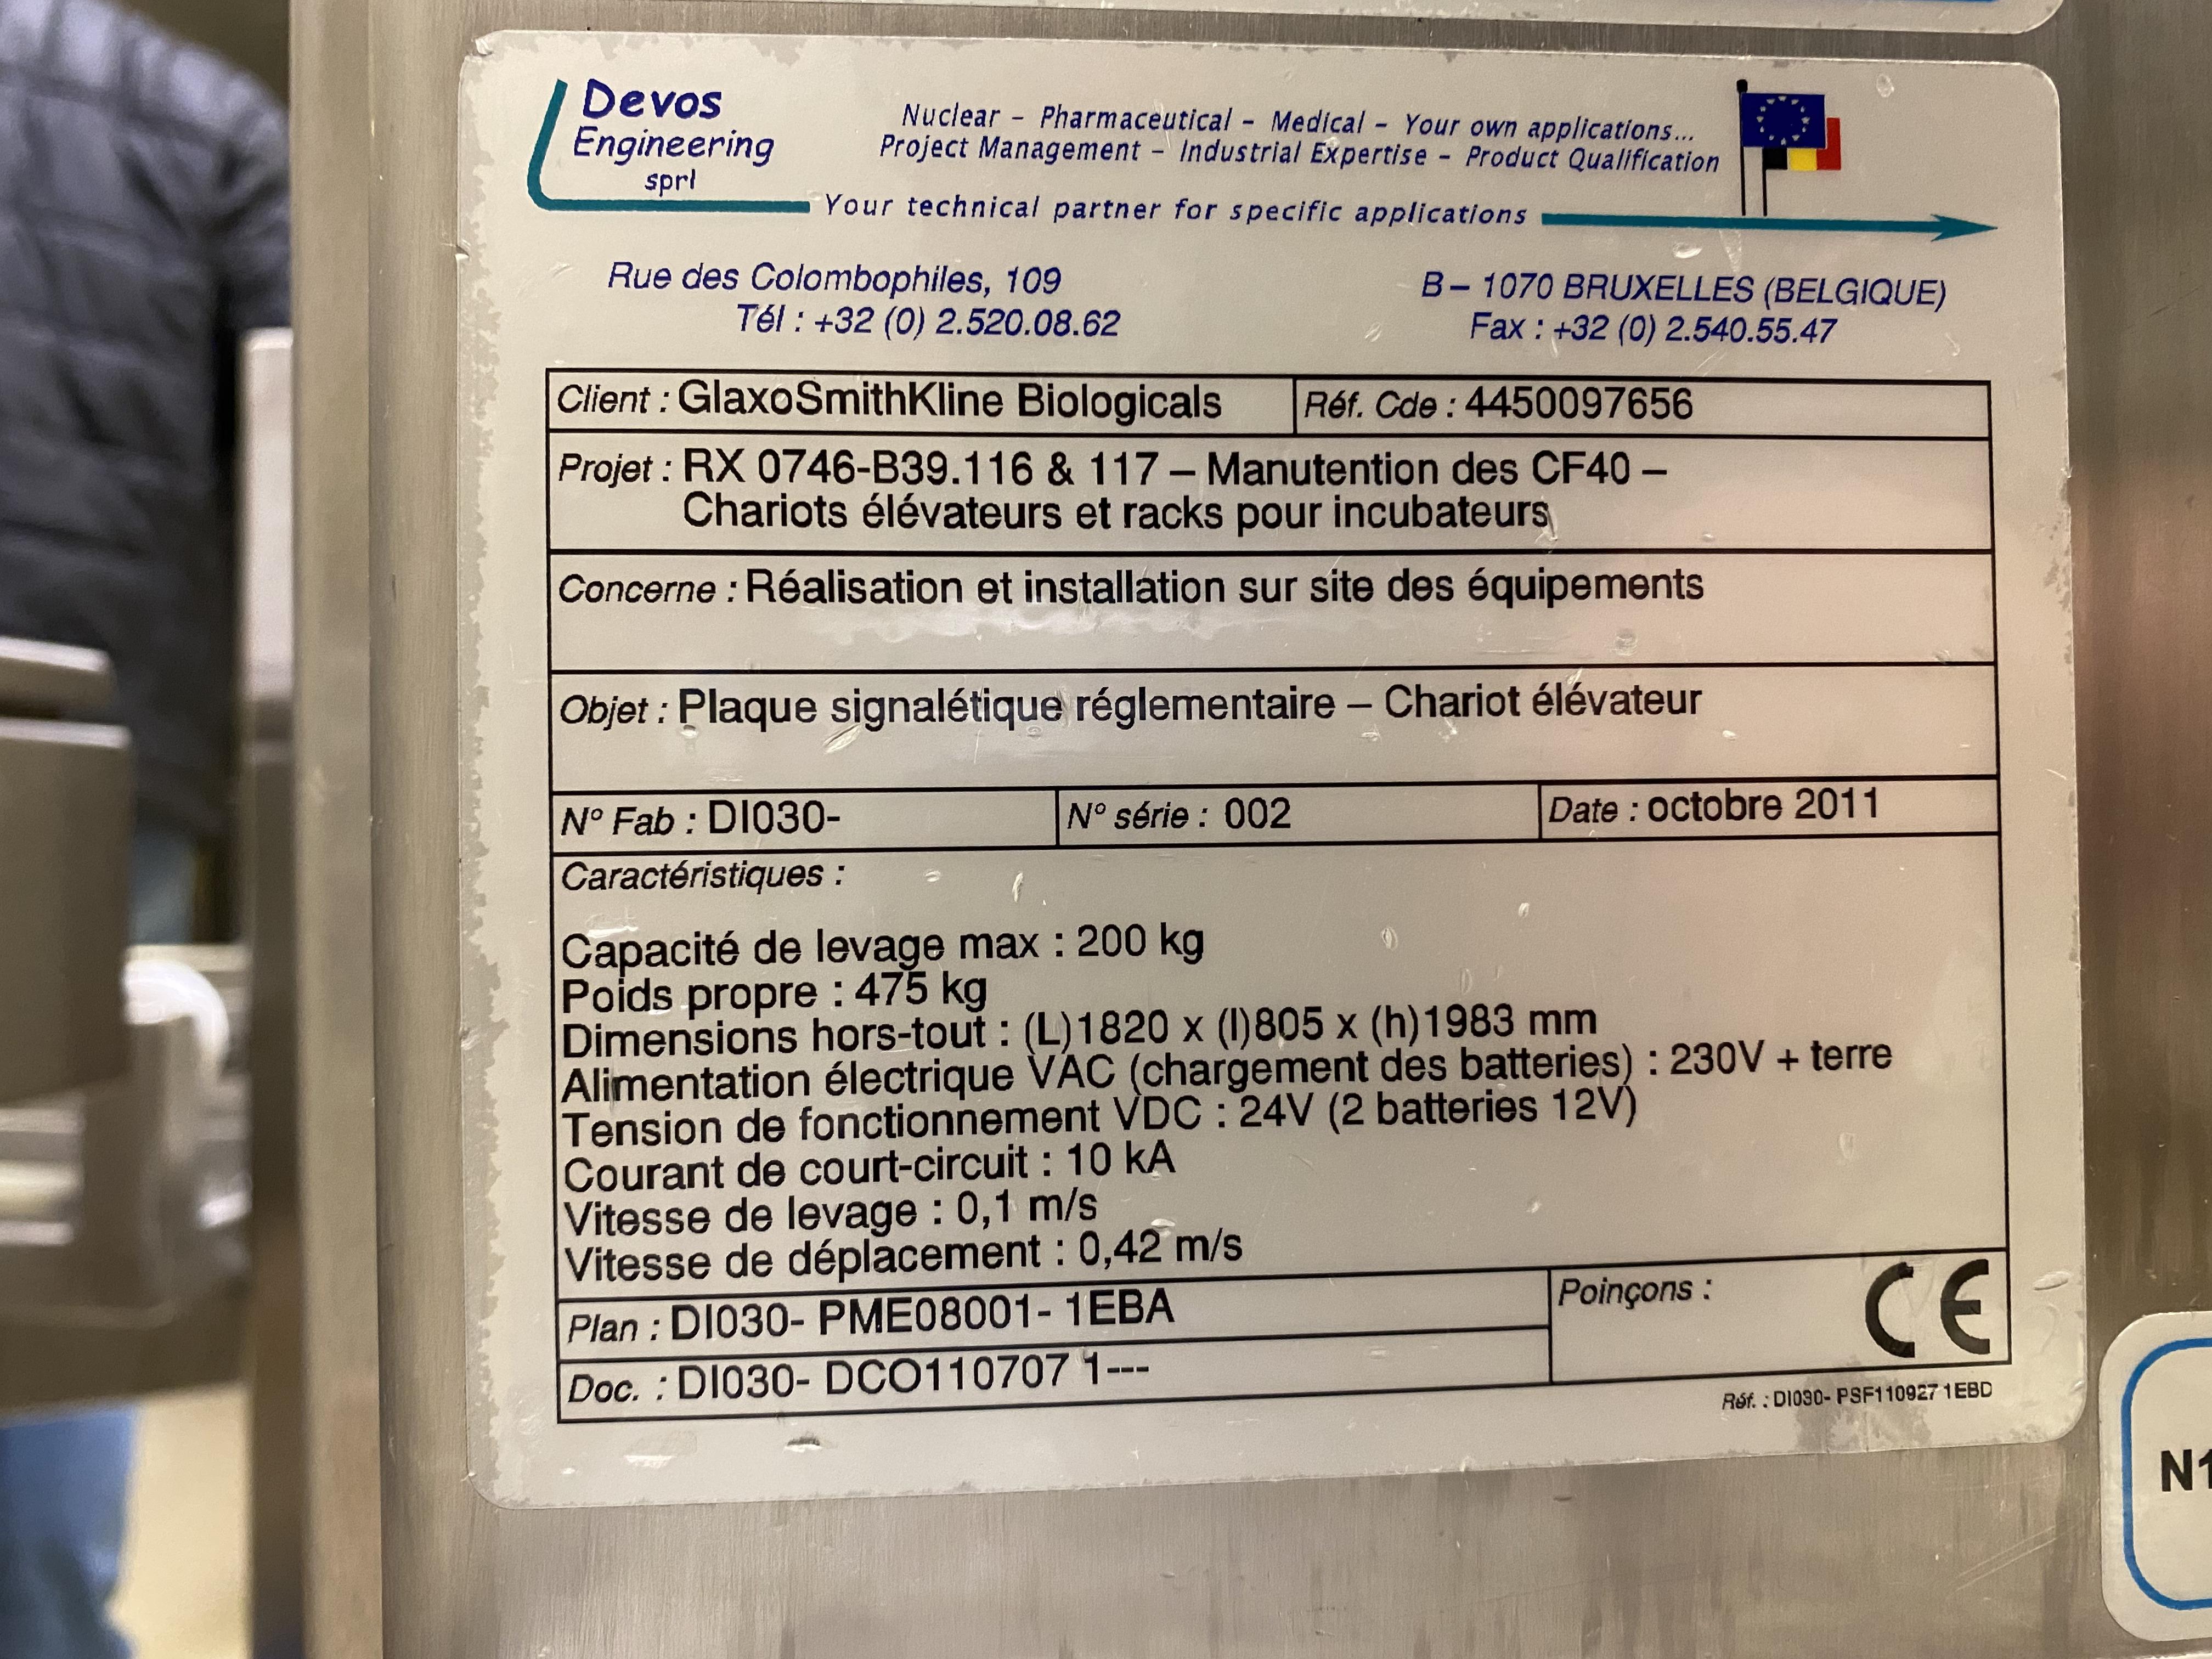 Devos
Engineering
sprl
Nuclear – Pharmaceutical – Medical – Your own applications...
Project Management – Industrial Expertise – Product Qualification
Your technical partner for specific applications
Rue des Colombophiles, 109
B – 1070 BRUXELLES (BELGIQUE)
Tél : +32 (0) 2.520.08.62
Fax : +32 (0) 2.540.55.47
Client : GlaxoSmithKline Biologicals
Réf. Cde : 4450097656
Projet : RX 0746-B39.116 & 117 – Manutention des CF40 –
Chariots élévateurs et racks pour incubateurs
Concerne : Réalisation et installation sur site des équipements
Objet : Plaque signalétique réglementaire – Chariot élévateur
N° Fab : DI030-
N° série : 002
Date : octobre 2011
Caractéristiques :
Capacité de levage max : 200 kg
Poids propre : 475 kg
Dimensions hors-tout : (L)1820 x (l)805 x (h)1983 mm
Alimentation électrique VAC (chargement des batteries) : 230V + terre
Tension de fonctionnement VDC : 24V (2 batteries 12V)
Courant de court-circuit : 10 kA
Vitesse de levage : 0,1 m/s
Vitesse de déplacement : 0,42 m/s
Plan : DI030- PME08001- 1EBA
Poinçons :
CE
Doc. : DI030- DCO110707 1---
Réf. : DI030- PSF110927 1EBD